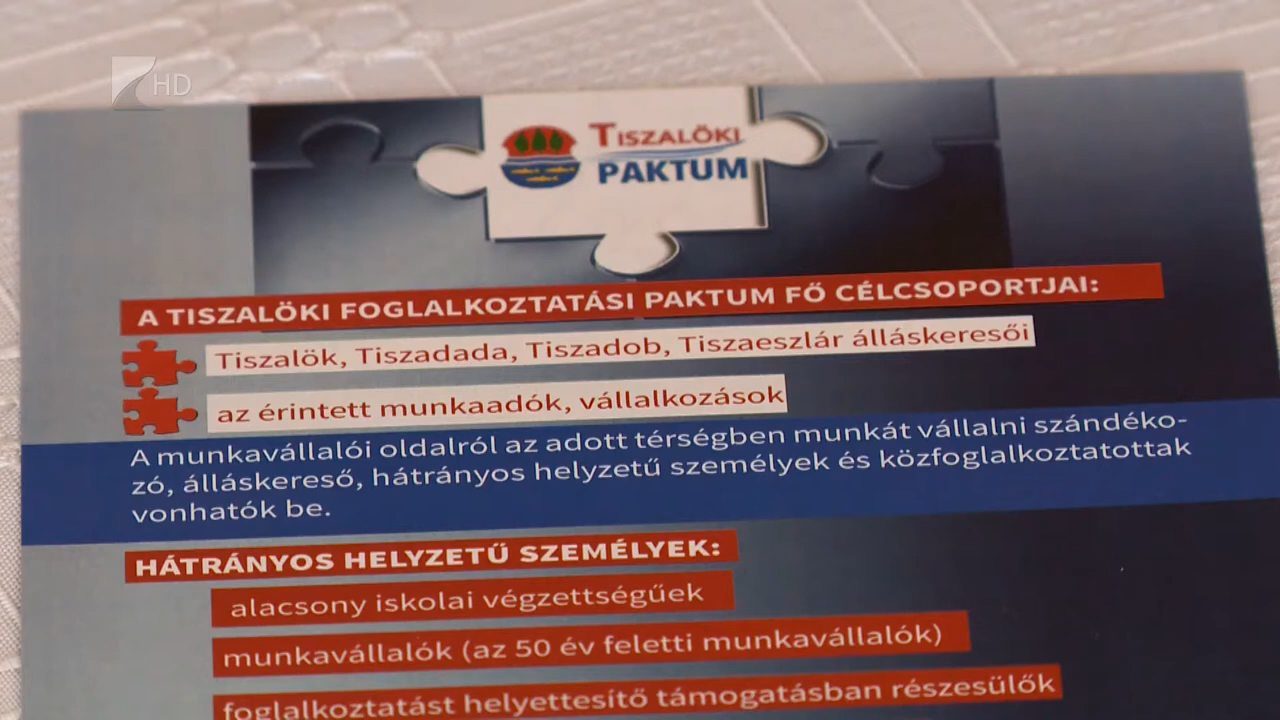 HD
TISZALÖKI
PAKTUM
A TISZALÖKI FOGLALKOZTATÁSI PAKTUM FŐ CÉLCSOPORTJAI:
Tiszalök, Tiszadada, Tiszadob, Tiszaeszlár álláskeresői
az érintett munkaadók, vállalkozások
A munkavállalói oldalról az adott térségben munkát vállalni szándéko-
zó, álláskereső, hátrányos helyzetű személyek és közfoglalkoztatottak
vonhatók be.
HÁTRÁNYOS HELYZETŰ SZEMÉLYEK:
alacsony iskolai végzettségűek
munkavállalók (az 50 év feletti munkavállalók)
foglalkoztatást helyettesítő támogatásban részesülők